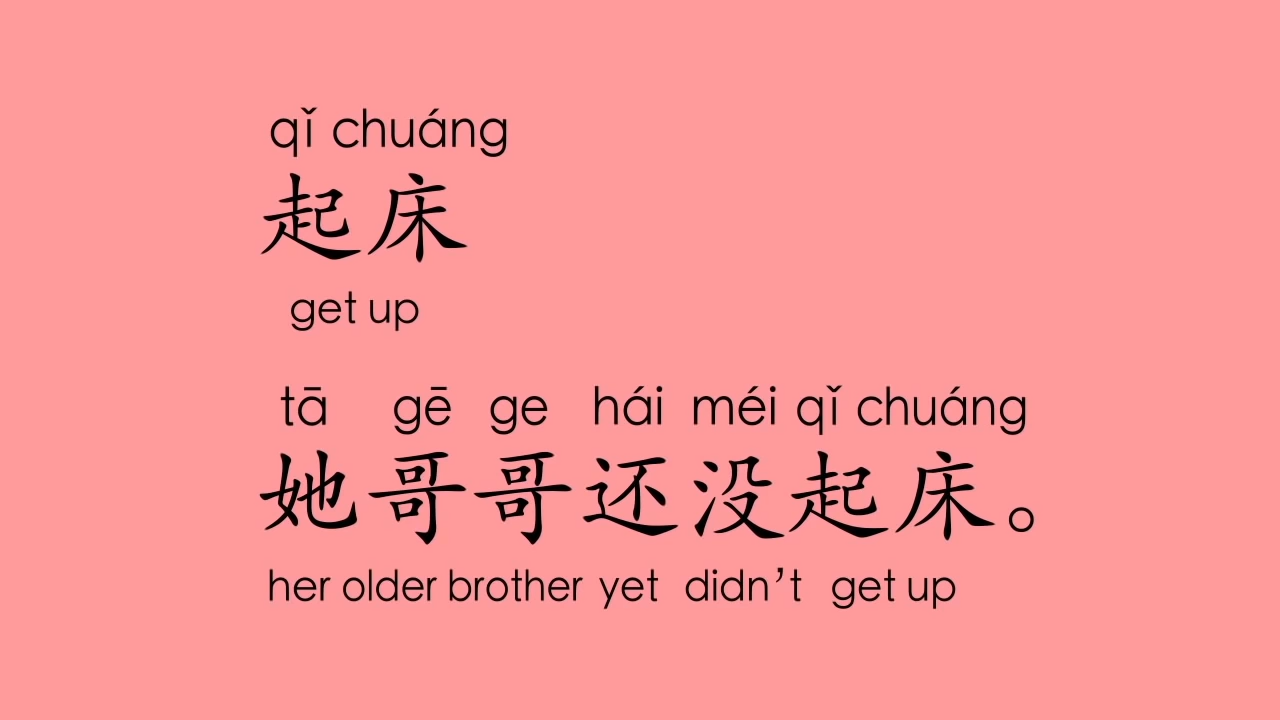 qǐ chuáng
起床
get up
tā gē ge hái méi qǐ chuáng
她哥哥还没起床。
her older brother yet didn’t get up